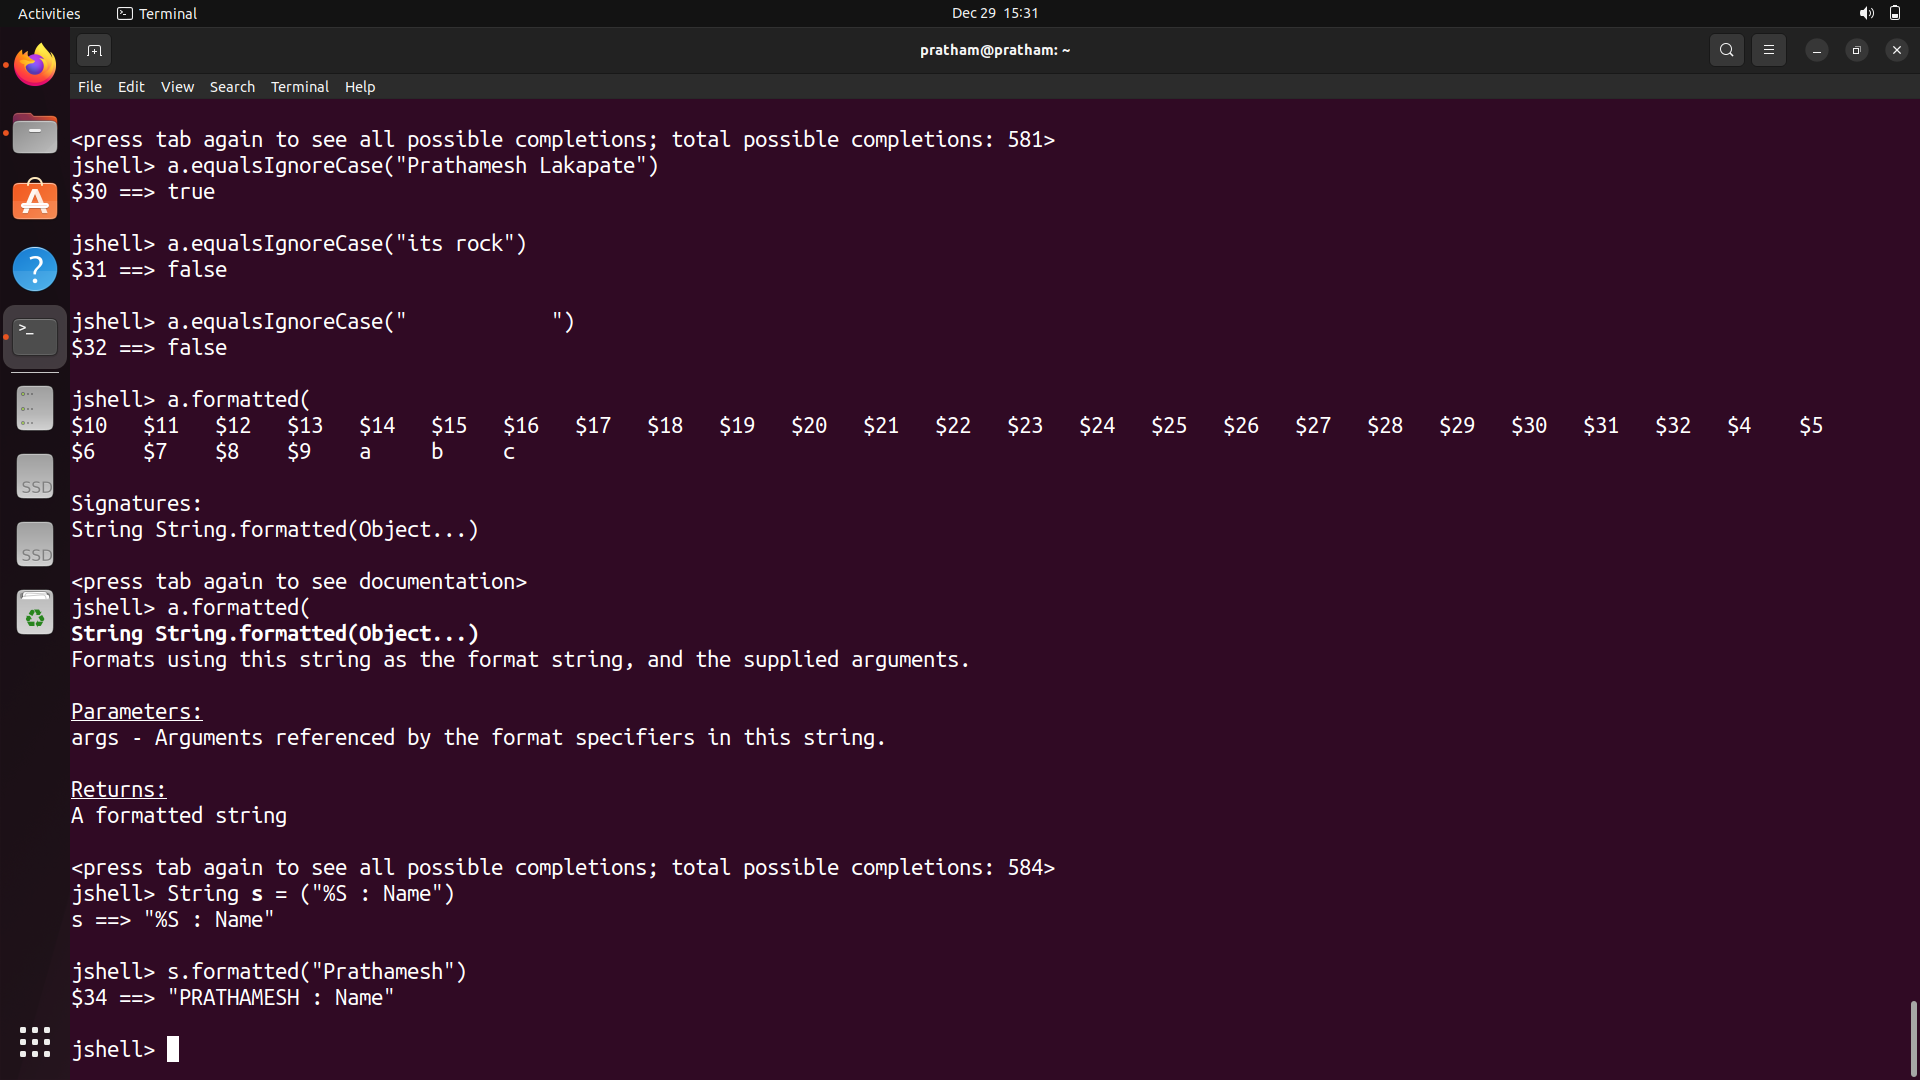 Activities Terminal Dec 29 15:31
pratham@pratham: ~
File Edit View Search Terminal Help
<press tab again to see all possible completions; total possible completions: 581>
jshell> a.equalsIgnoreCase("Prathamesh Lakapate")
$30 ==> true
jshell> a.equalsIgnoreCase("its rock")
$31 ==> false
jshell> a.equalsIgnoreCase("            ")
$32 ==> false
jshell> a.formatted(
$10 $11 $12 $13 $14 $15 $16 $17 $18 $19 $20 $21 $22 $23 $24 $25 $26 $27 $28 $29 $30 $31 $32 $4 $5
$6 $7 $8 $9 a b c
Signatures:
String String.formatted(Object...)
<press tab again to see documentation>
jshell> a.formatted(
String String.formatted(Object...)
Formats using this string as the format string, and the supplied arguments.
Parameters:
args - Arguments referenced by the format specifiers in this string.
Returns:
A formatted string
<press tab again to see all possible completions; total possible completions: 584>
jshell> String s = ("%S : Name")
s ==> "%S : Name"
jshell> s.formatted("Prathamesh")
$34 ==> "PRATHAMESH : Name"
jshell>
SSD
SSD